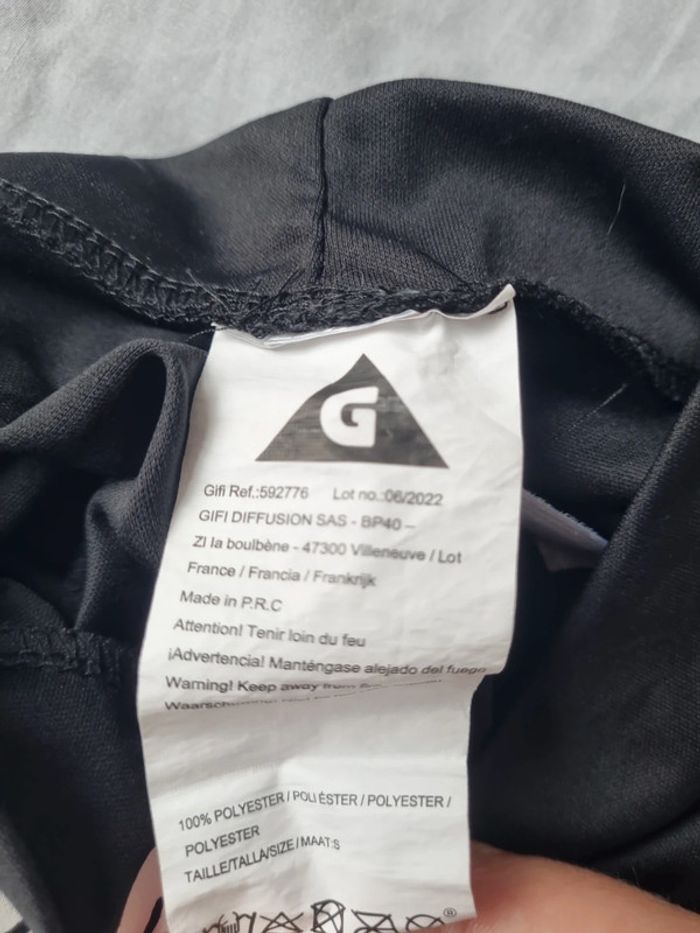 G
Gifi Ref.:592776 Lot no.:06/2022
GIFI DIFFUSION SAS - BP40 –
ZI la boulbène - 47300 Villeneuve / Lot
France / Francia / Frankrijk
Made in P.R.C
Attention! Tenir loin du feu
¡Advertencia! Manténgase alejado del fuego
Warning! Keep away from
100% POLYESTER / POLIÉSTER / POLYESTER /
POLYESTER
TAILLE/TALLA/SIZE/MAAT:S
®